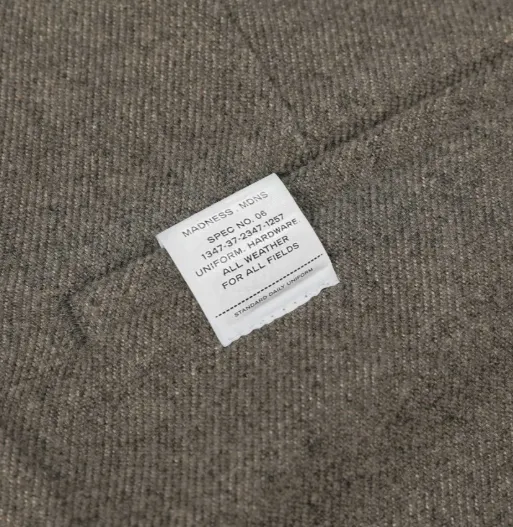 MADNESS MDNS
SPEC NO. 06
1347-37-2347-1257
UNIFORM. HARDWARE
ALL WEATHER
FOR ALL FIELDS
STANDARD DAILY UNIFORM